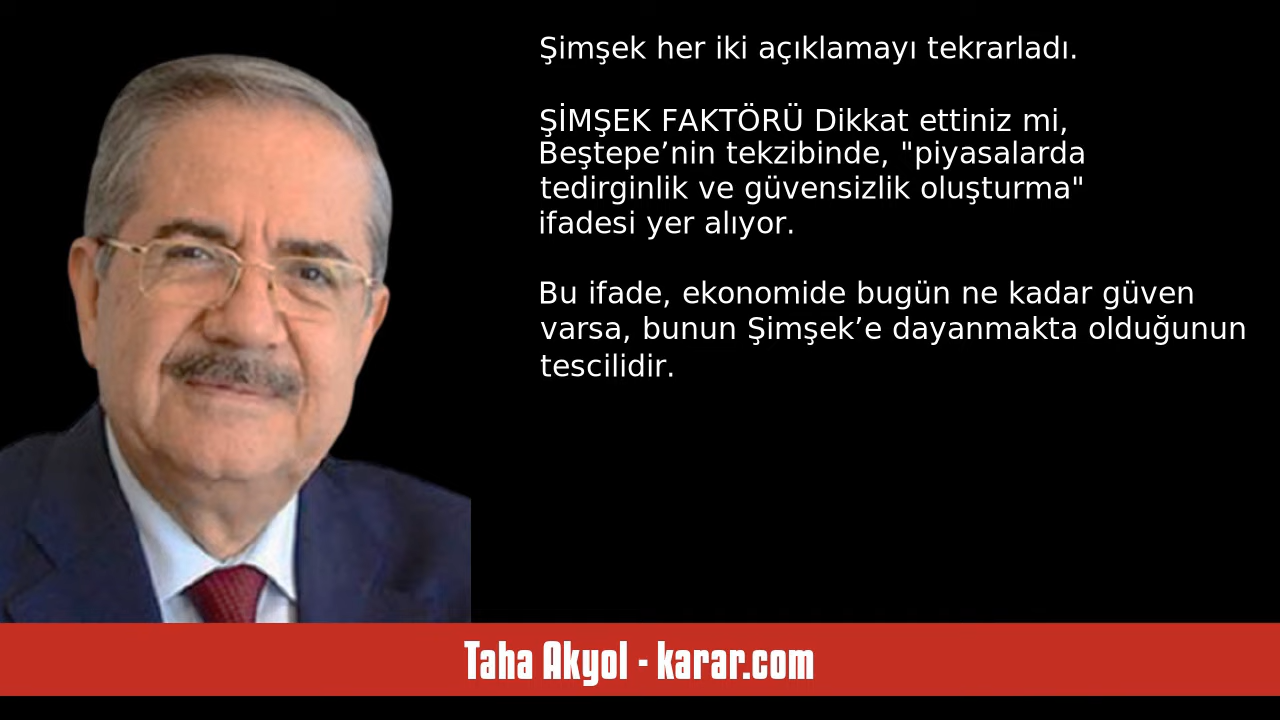 Şimşek her iki açıklamayı tekrarladı.
ŞİMŞEK FAKTÖRÜ Dikkat ettiniz mi,
Beştepe’nin tekzibinde, "piyasalarda
tedirginlik ve güvensizlik oluşturma"
ifadesi yer alıyor.
Bu ifade, ekonomide bugün ne kadar güven
varsa, bunun Şimşek’e dayanmakta olduğunun
tescilidir.
Taha Akyol - karar.com